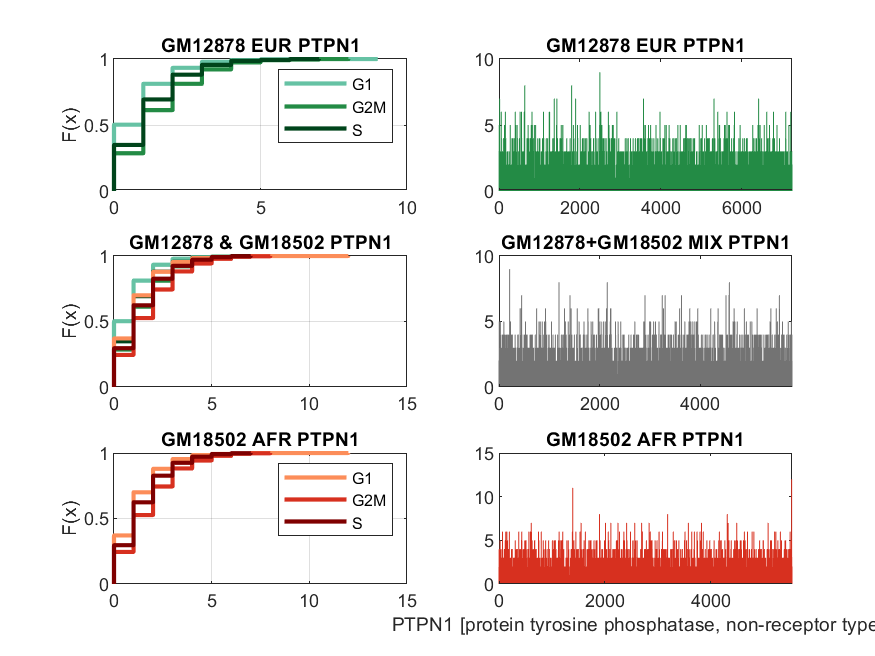 GM12878 EUR PTPN1
1
0.5
0
F(x)
0 5 10
G1
G2M
S
GM12878 EUR PTPN1
10
5
0
0 2000 4000 6000
GM12878 & GM18502 PTPN1
1
0.5
0
F(x)
0 5 10 15
GM12878+GM18502 MIX PTPN1
10
5
0
0 2000 4000
GM18502 AFR PTPN1
1
0.5
0
F(x)
0 5 10 15
G1
G2M
S
GM18502 AFR PTPN1
15
10
5
0
0 2000 4000
PTPN1 [protein tyrosine phosphatase, non-receptor type